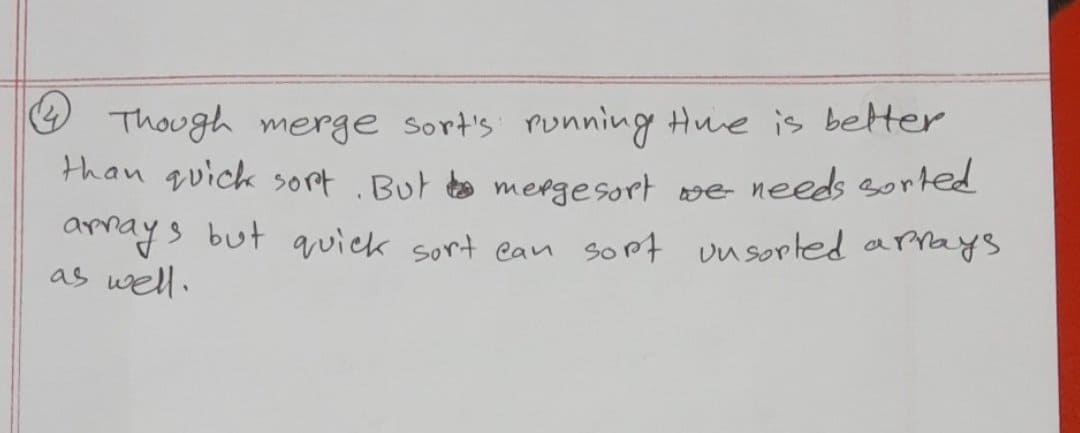 ④ Though merge sort's running time is better
than quick sort. But mergesort needs sorted
arrays but quick sort can sort unsorted arrays
as well.